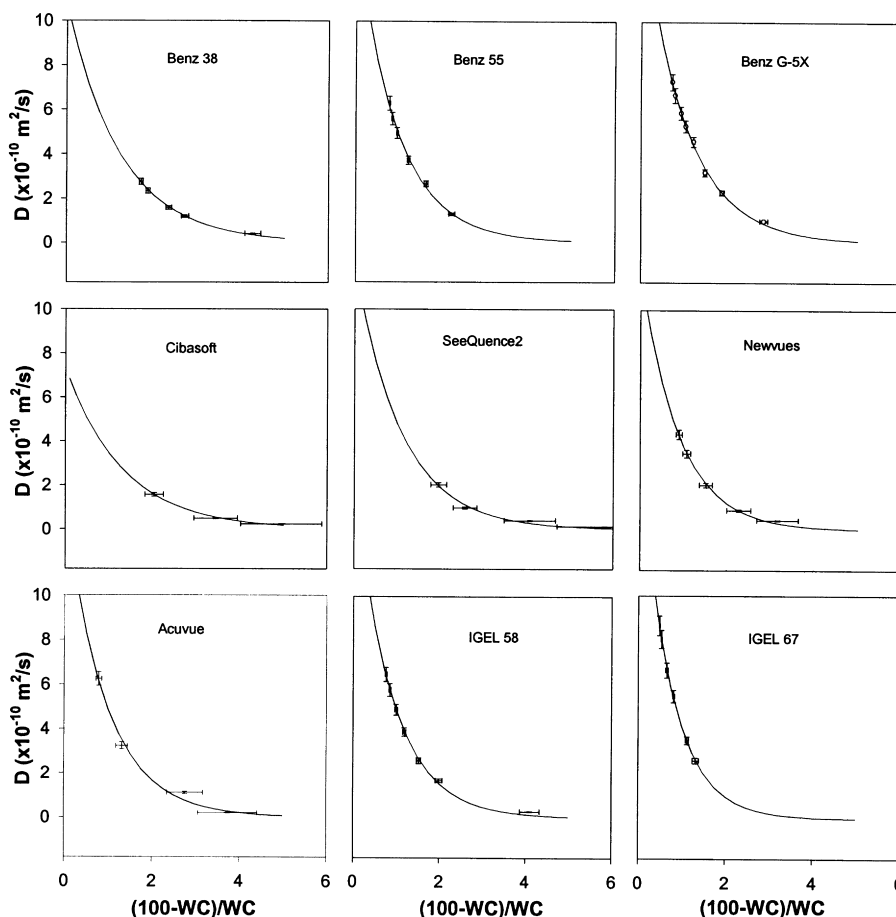 10
8
6
4
2
0
D (x10⁻¹⁰ m²/s)
Benz 38
Benz 55
Benz G-5X
10
8
6
4
2
0
D (x10⁻¹⁰ m²/s)
Cibasoft
SeeQuence2
Newvues
10
8
6
4
2
0
D (x10⁻¹⁰ m²/s)
Acuvue
IGEL 58
IGEL 67
0 2 4 6
0 2 4 6
0 2 4 6
(100-WC)/WC
(100-WC)/WC
(100-WC)/WC